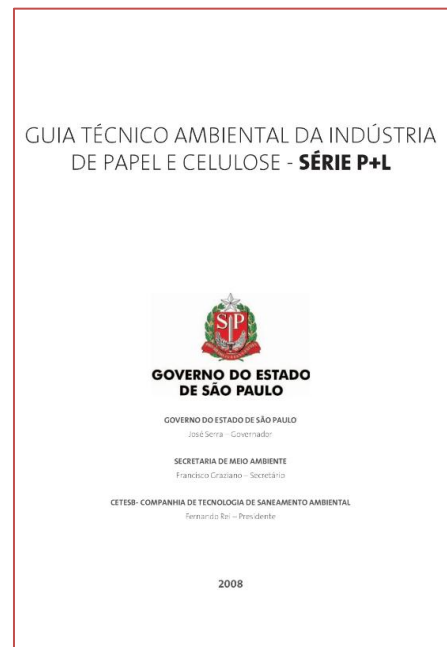 GUIA TÉCNICO AMBIENTAL DA INDÚSTRIA
DE PAPEL E CELULOSE - SÉRIE P+L
SP
GOVERNO DO ESTADO
DE SÃO PAULO
GOVERNO DO ESTADO DE SÃO PAULO
José Serra – Governador
SECRETARIA DE MEIO AMBIENTE
Francisco Graziano – Secretário
CETESB- COMPANHIA DE TECNOLOGIA DE SANEAMENTO AMBIENTAL
Fernando Rei – Presidente
2008